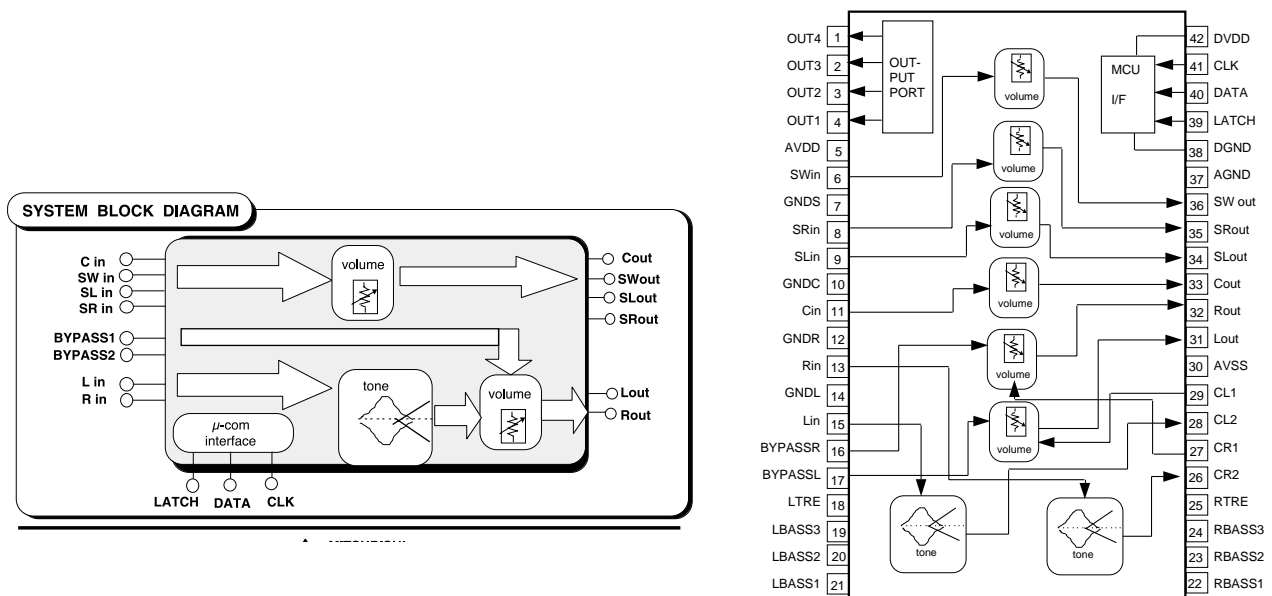 SYSTEM BLOCK DIAGRAM
C in
SW in
SL in
SR in
BYPASS1
BYPASS2
L in
R in
volume
tone
volume
µ-com
interface
LATCH DATA CLK
Cout
SWout
SLout
SRout
Lout
Rout
OUT4 1
OUT3 2
OUT2 3
OUT1 4
AVDD 5
SWin 6
GNDS 7
SRin 8
SLin 9
GNDC 10
Cin 11
GNDR 12
Rin 13
GNDL 14
Lin 15
BYPASSR 16
BYPASSL 17
LTRE 18
LBASS3 19
LBASS2 20
LBASS1 21
OUT-
PUT
PORT
volume
volume
volume
volume
volume
volume
tone
tone
MCU
I/F
42 DVDD
41 CLK
40 DATA
39 LATCH
38 DGND
37 AGND
36 SW out
35 SRout
34 SLout
33 Cout
32 Rout
31 Lout
30 AVSS
29 CL1
28 CL2
27 CR1
26 CR2
25 RTRE
24 RBASS3
23 RBASS2
22 RBASS1